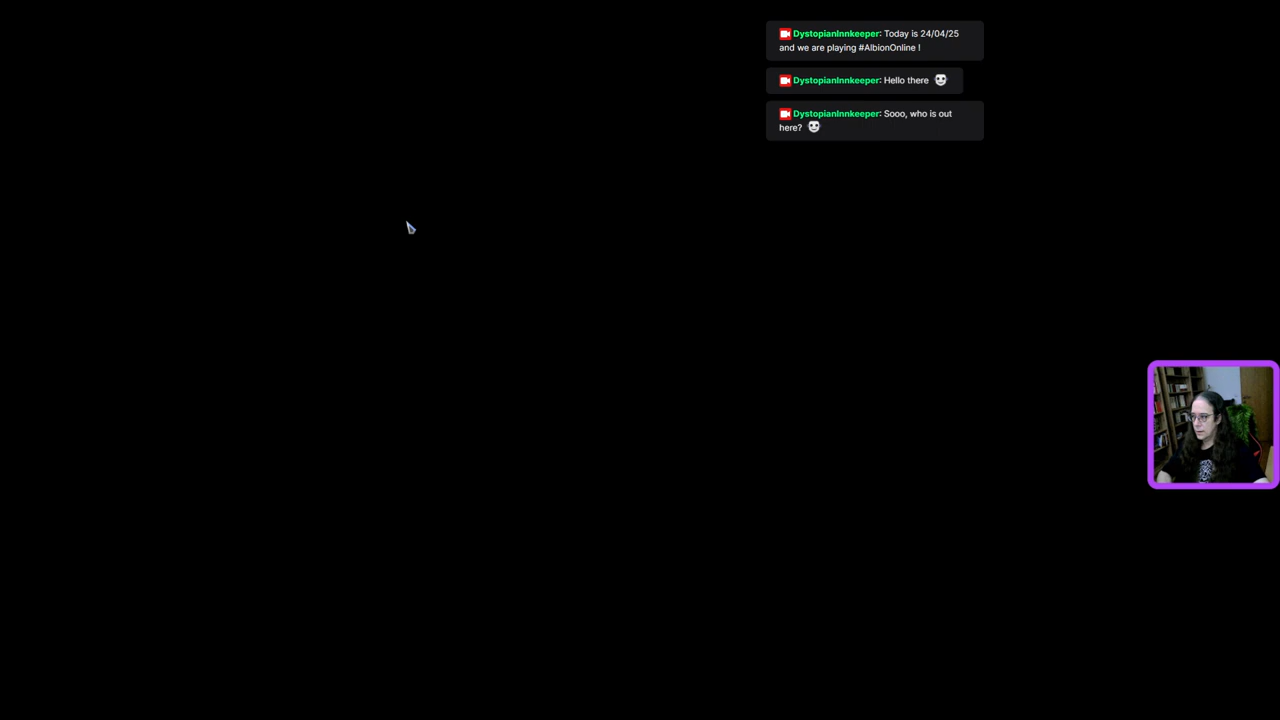 DystopianInnkeeper: Today is 24/04/25
and we are playing #AlbionOnline !
DystopianInnkeeper: Hello there
DystopianInnkeeper: Sooo, who is out
here?